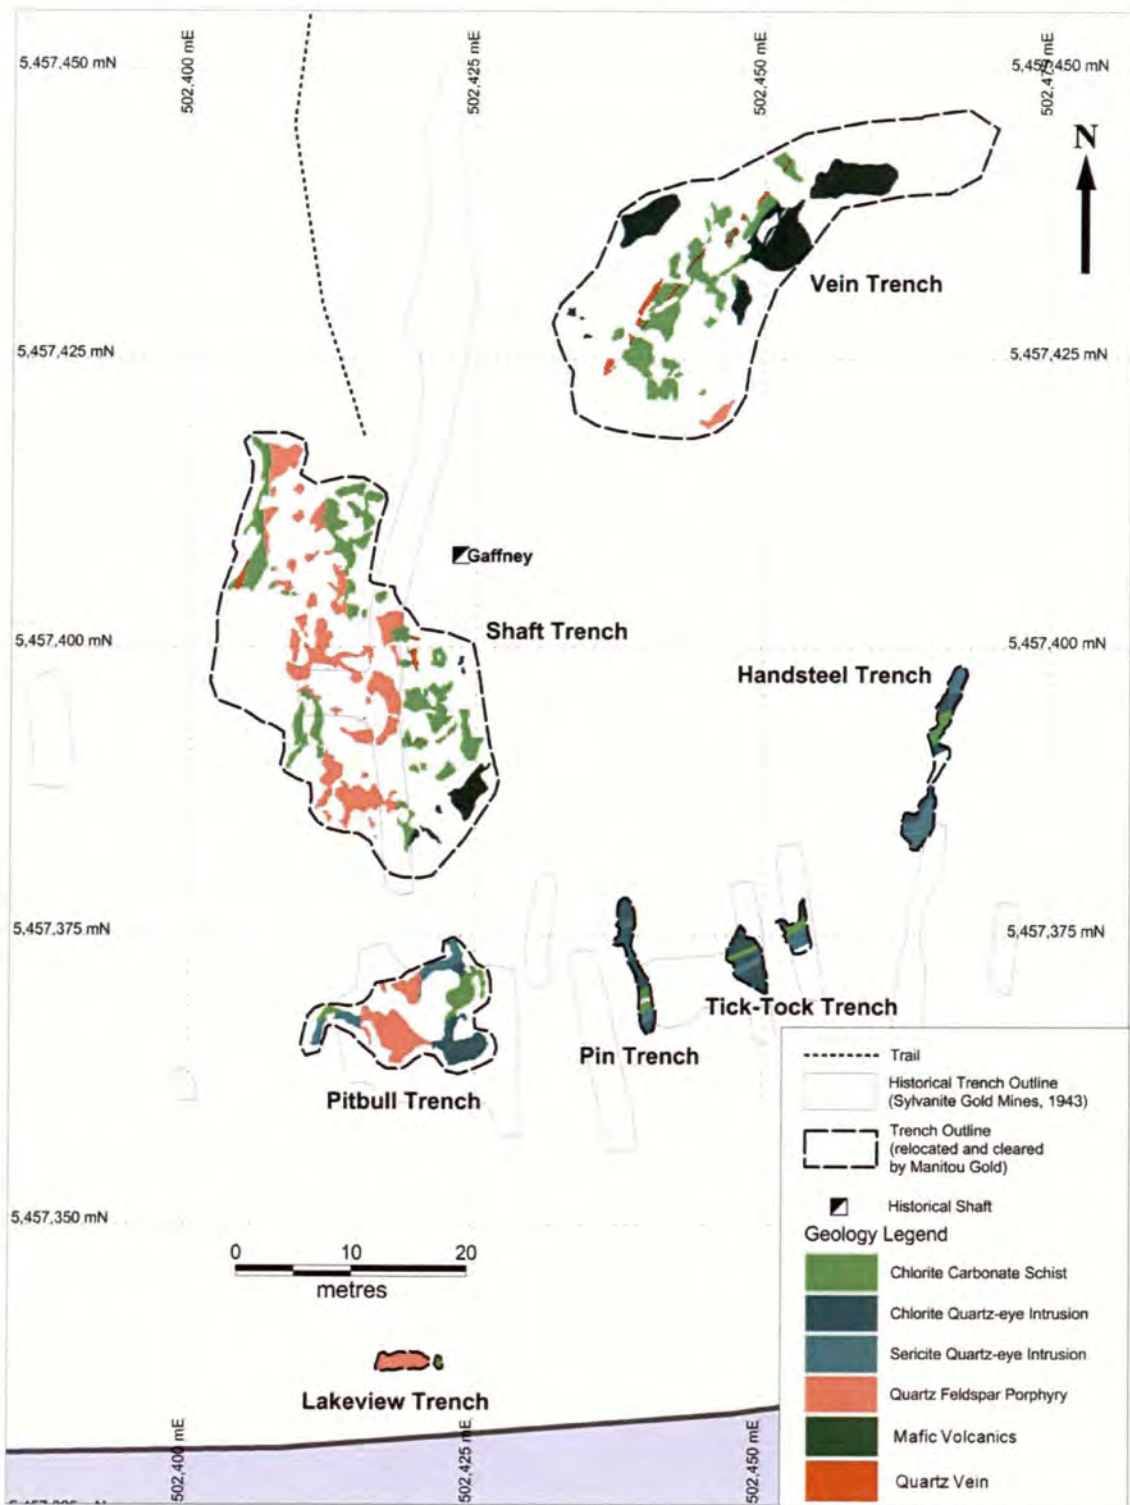 502,400 mE
502,425 mE
502,450 mE
502,475 mE
5,457,450 mN
5,457,450 mN
N
Vein Trench
5,457,425 mN
5,457,425 mN
Gaffney
Shaft Trench
5,457,400 mN
5,457,400 mN
Handsteel Trench
5,457,375 mN
5,457,375 mN
Tick-Tock Trench
Pin Trench
Pitbull Trench
5,457,350 mN
0 10 20
metres
Lakeview Trench
502,400 mE
502,425 mE
502,450 mE
Trail
Historical Trench Outline
(Sylvanite Gold Mines, 1943)
Trench Outline
(relocated and cleared
by Manitou Gold)
Historical Shaft
Geology Legend
Chlorite Carbonate Schist
Chlorite Quartz-eye Intrusion
Sericite Quartz-eye Intrusion
Quartz Feldspar Porphyry
Mafic Volcanics
Quartz Vein